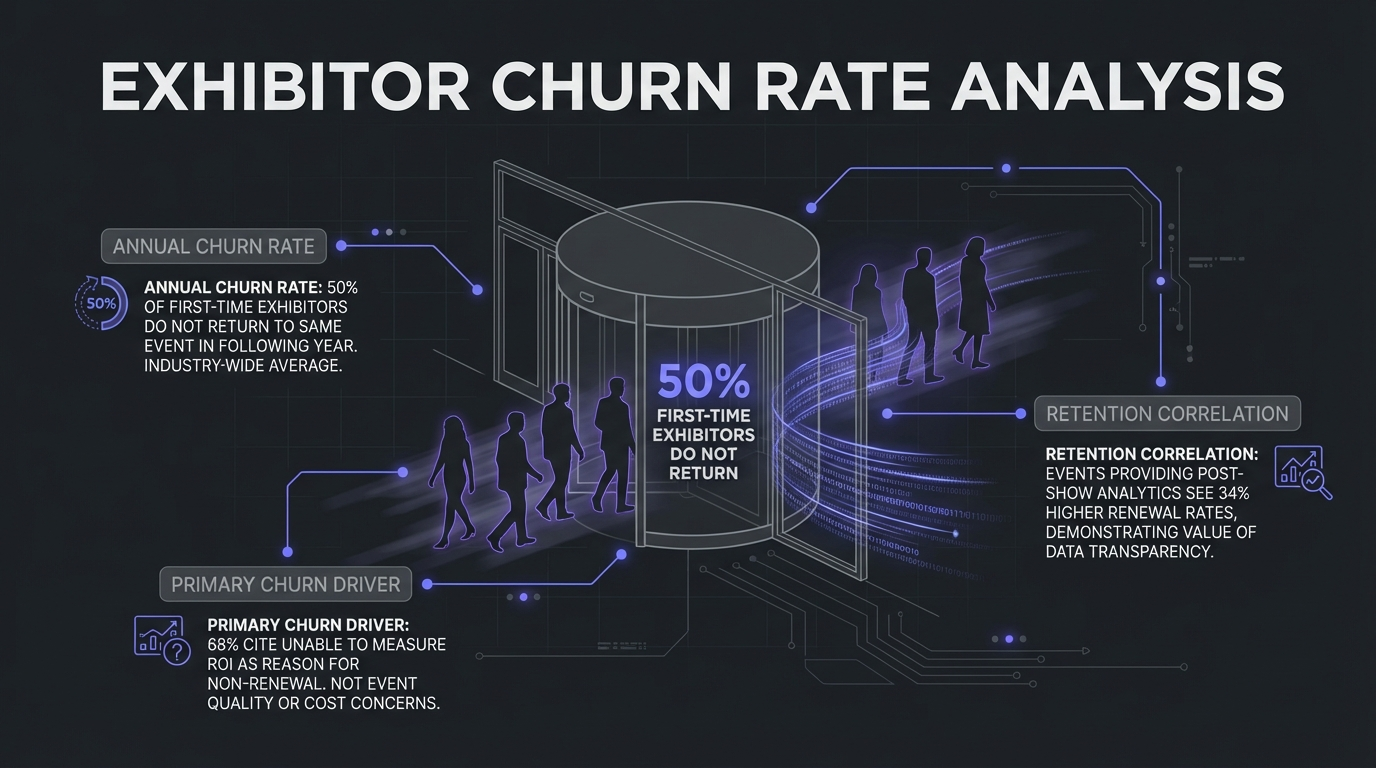 EXHIBITOR CHURN RATE ANALYSIS
ANNUAL CHURN RATE
50%
ANNUAL CHURN RATE: 50%
OF FIRST-TIME EXHIBITORS
DO NOT RETURN TO SAME
EVENT IN FOLLOWING YEAR.
INDUSTRY-WIDE AVERAGE.
50%
FIRST-TIME
EXHIBITORS
DO NOT
RETURN
RETENTION CORRELATION
RETENTION CORRELATION:
EVENTS PROVIDING POST-
SHOW ANALYTICS SEE 34%
HIGHER RENEWAL RATES,
DEMONSTRATING VALUE OF
DATA TRANSPARENCY.
PRIMARY CHURN DRIVER
?
PRIMARY CHURN DRIVER:
68% CITE UNABLE TO MEASURE
ROI AS REASON FOR
NON-RENEWAL. NOT EVENT
QUALITY OR COST CONCERNS.